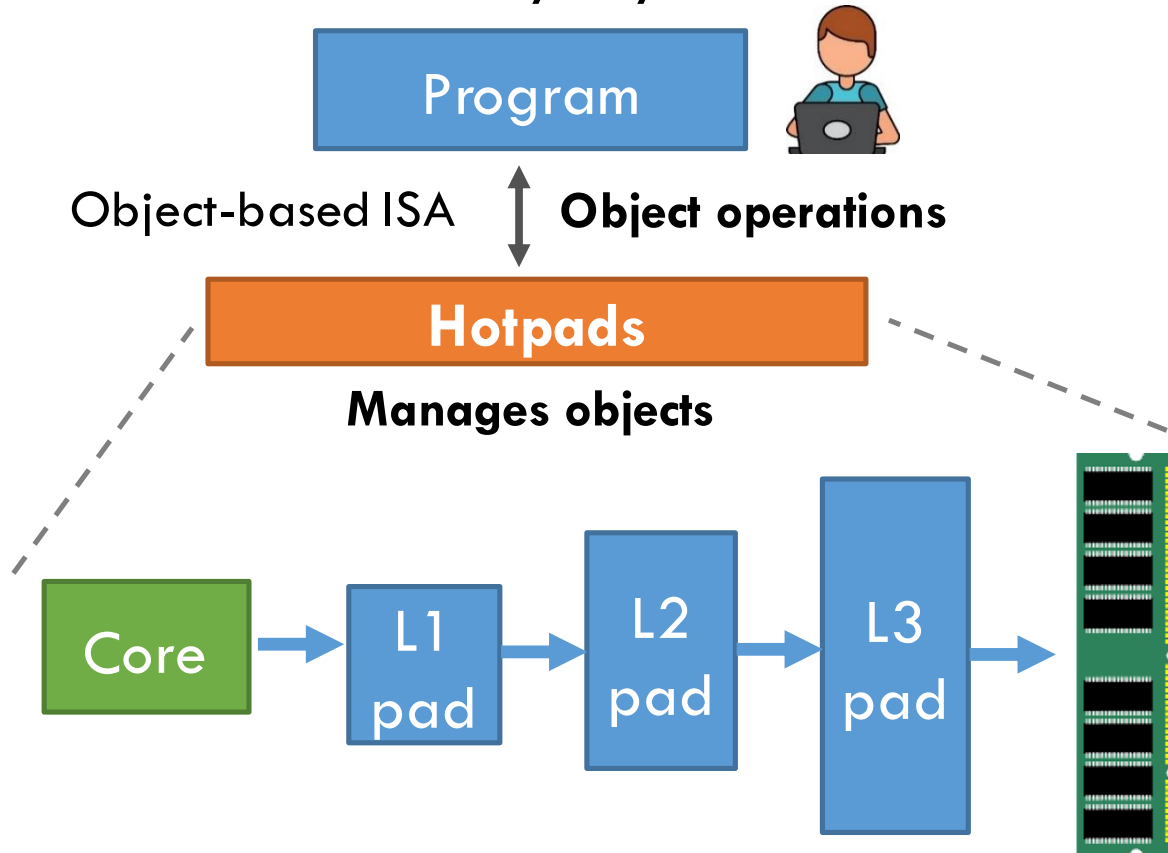 Program
Object-based ISA
Object operations
Hotpads
Manages objects
Core
L1
pad
L2
pad
L3
pad